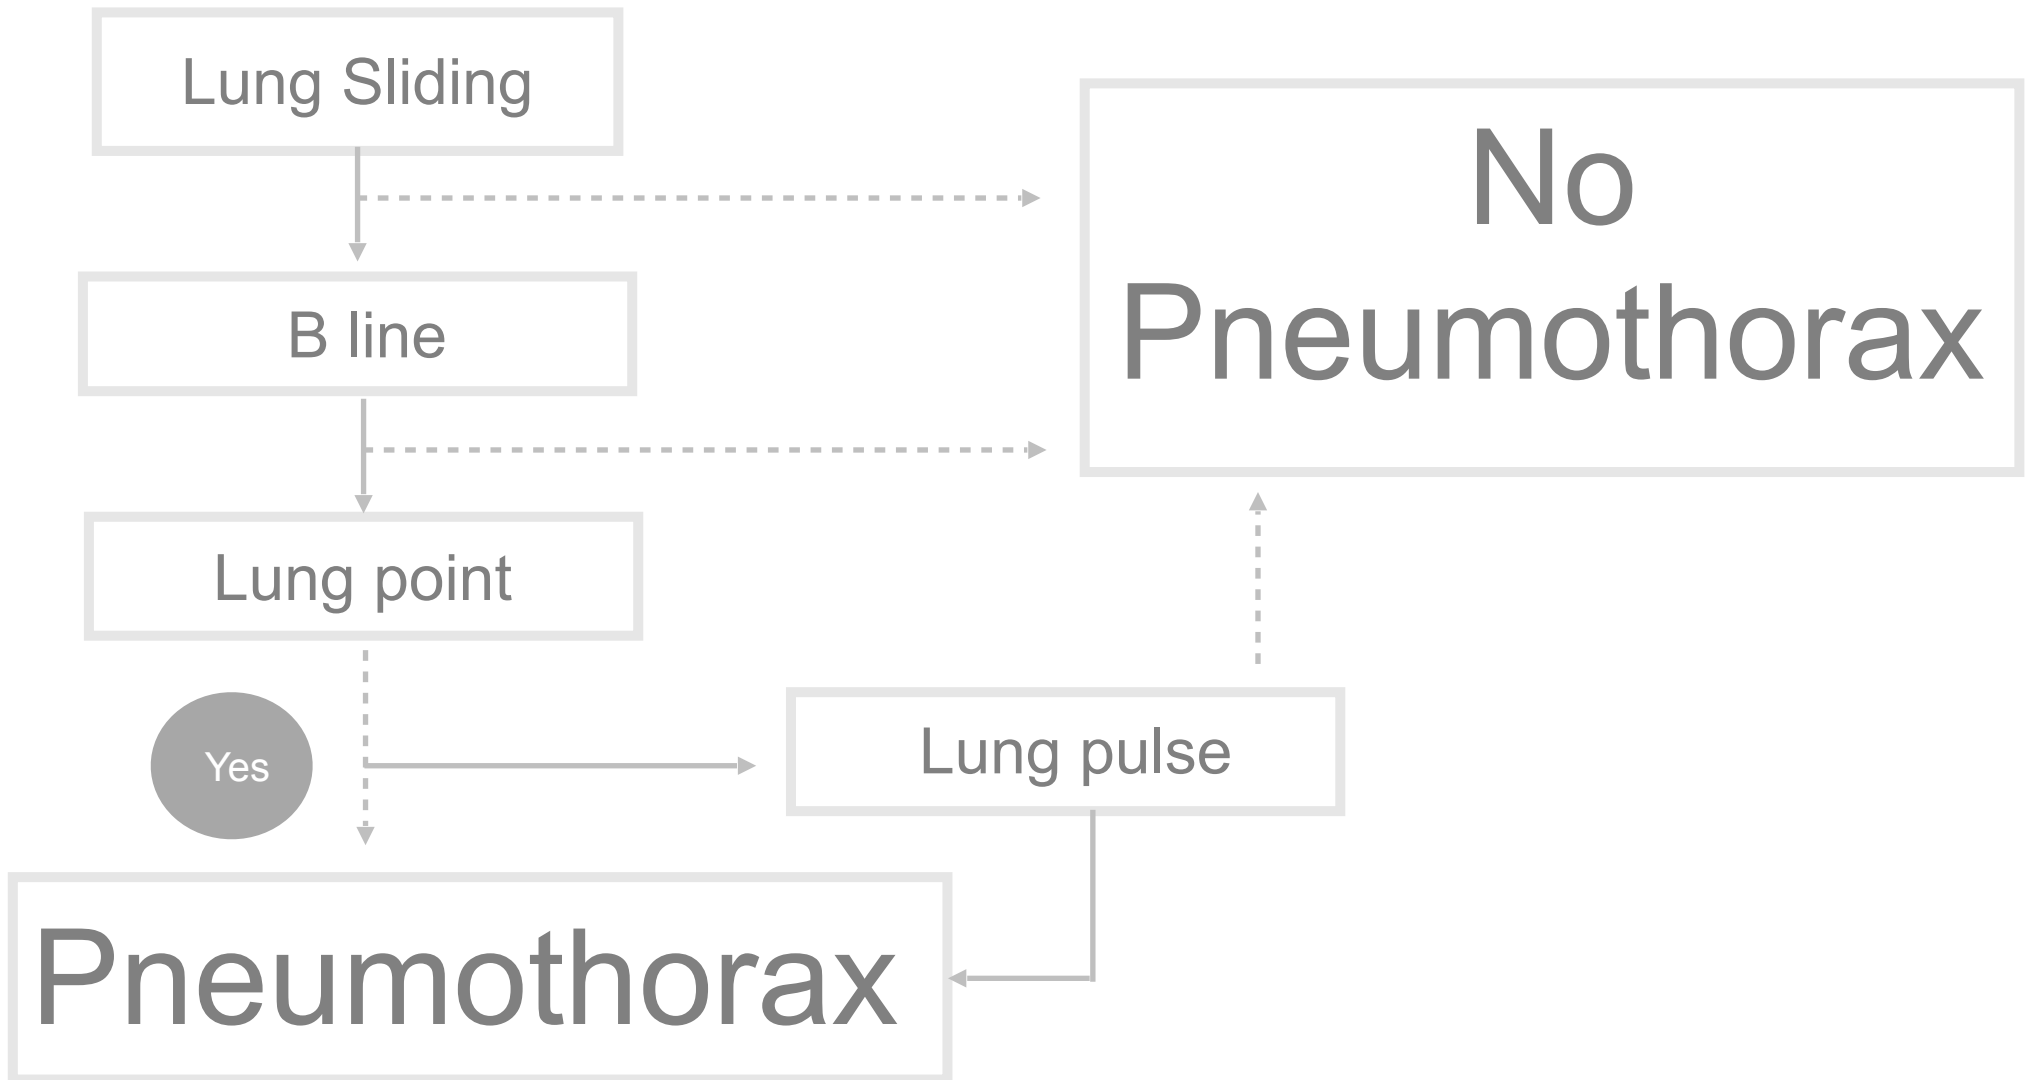 Lung Sliding
No
Pneumothorax
B line
Lung point
Yes
Lung pulse
Pneumothorax